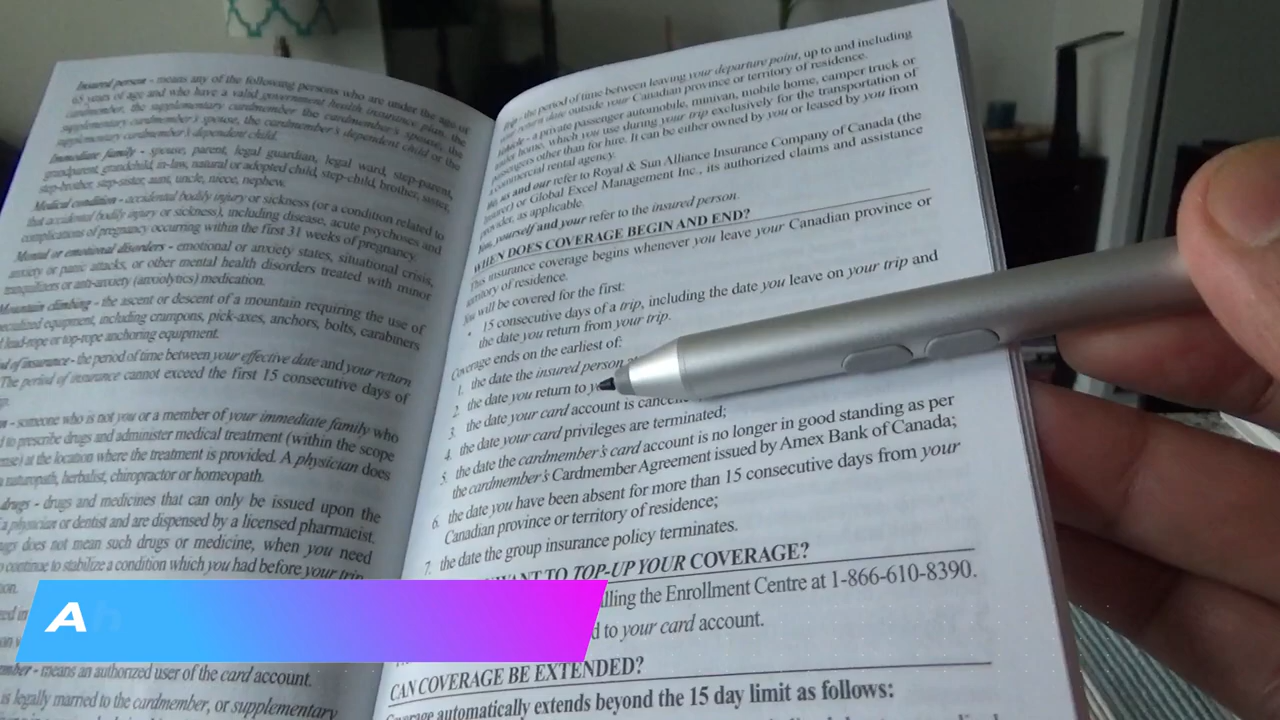 Insured person - means any of the following persons who are under the age of
65 years of age and who have a valid government health insurance plan, the
cardmember, the supplementary cardmember the cardmember's spouse, the
supplementary cardmember's spouse, the cardmember's dependent child or the
supplementary cardmember's dependent child.
Immediate family - spouse, parent, legal guardian, legal ward, step-parent,
grandparent, grandchild, in-law, natural or adopted child, step-child, brother, sister,
step-brother, step-sister, aunt, uncle, niece, nephew.
Medical condition - accidental bodily injury or sickness (or a condition related to
that accidental bodily injury or sickness), including disease, acute psychoses and
complications of pregnancy occurring within the first 31 weeks of pregnancy.
Mental or emotional disorders - emotional or anxiety states, situational crisis,
anxiety or panic attacks, or other mental health disorders treated with minor
tranquilizers or anti-anxiety (anxiolytics) medication.
Mountain climbing - the ascent or descent of a mountain requiring the use of
specialized equipment, including crampons, pick-axes, anchors, bolts, carabiners
lead-rope or top-rope anchoring equipment.
of insurance - the period of time between your effective date and your return
The period of insurance cannot exceed the first 15 consecutive days of
- someone who is not you or a member of your immediate family who
to prescribe drugs and administer medical treatment (within the scope
at the location where the treatment is provided. A physician does
naturopath, herbalist, chiropractor or homeopath.
drugs - drugs and medicines that can only be issued upon the
a physician or dentist and are dispensed by a licensed pharmacist.
does not mean such drugs or medicine, when you need
to continue to stabilize a condition which you had before your trip
- means an authorized user of the card account.
is legally married to the cardmember, or supplementary
Trip - the period of time between leaving your departure point, up to and including
your return date outside your Canadian province or territory of residence.
Vehicle - a private passenger automobile, minivan, mobile home, camper truck or
home, which you use during your trip exclusively for the transportation of
passengers other than for hire. It can be either owned by you or leased by you from
a commercial rental agency.
We, us and our refer to Royal & Sun Alliance Insurance Company of Canada (the
insurer) or Global Excel Management Inc., its authorized claims and assistance
provider, as applicable.
You, yourself and your refer to the insured person.
WHEN DOES COVERAGE BEGIN AND END?
This insurance coverage begins whenever you leave your Canadian province or
territory of residence.
You will be covered for the first:
• 15 consecutive days of a trip, including the date you leave on your trip and
the date you return from your trip.
Coverage ends on the earliest of:
1. the date the insured person
2. the date you return to
3. the date your card account is
4. the date your card privileges are terminated;
5. the date the cardmember's card account is no longer in good standing as per
the cardmember's Cardmember Agreement issued by Amex Bank of Canada;
6. the date you have been absent for more than 15 consecutive days from your
Canadian province or territory of residence;
7. the date the group insurance policy terminates.
WANT TO TOP-UP YOUR COVERAGE?
the Enrollment Centre at 1-866-610-8390.
to your card account.
CAN COVERAGE BE EXTENDED?
Coverage automatically extends beyond the 15 day limit as follows:
A